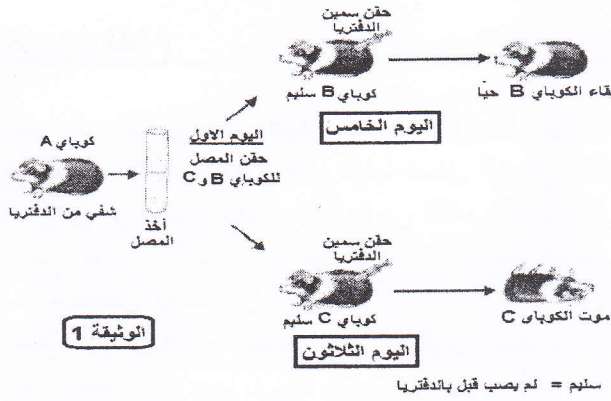 حقن سمين
الدفتريا
كوباي B سليم
بقاء الكوباي B حيا
اليوم الخامس
كوباي A
شفي من الدفتريا
أخذ
المصل
اليوم الاول
حقن المصل
للكوباي B و C
حقن سمين
الدفتريا
كوباي C سليم
موت الكوباي C
اليوم الثلاثون
الوثيقة 1
سليم = لم يصب قبل بالدفتريا